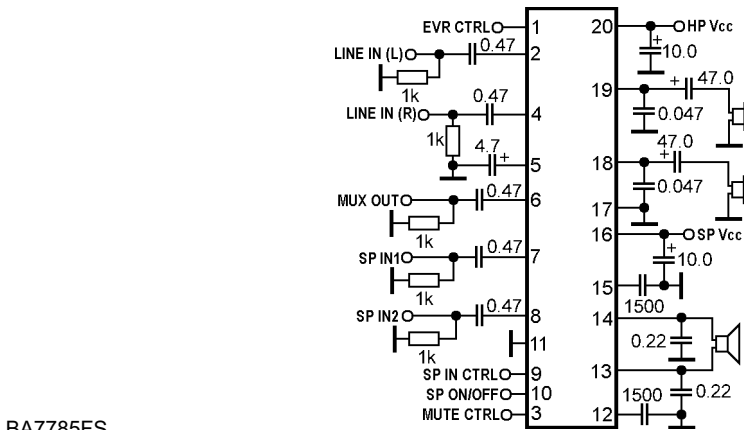 EVR CTRL
1
LINE IN (L)
0.47
2
1k
LINE IN (R)
0.47
4
1k
4.7
+
5
MUX OUT
0.47
6
1k
SP IN1
0.47
7
1k
SP IN2
0.47
8
1k
11
SP IN CTRL
9
SP ON/OFF
10
MUTE CTRL
3
20
HP Vcc
+
10.0
19
+
47.0
0.047
18
47.0
+
0.047
17
16
SP Vcc
+
10.0
15
1500
14
0.22
13
0.22
1500
12
BA7785FS